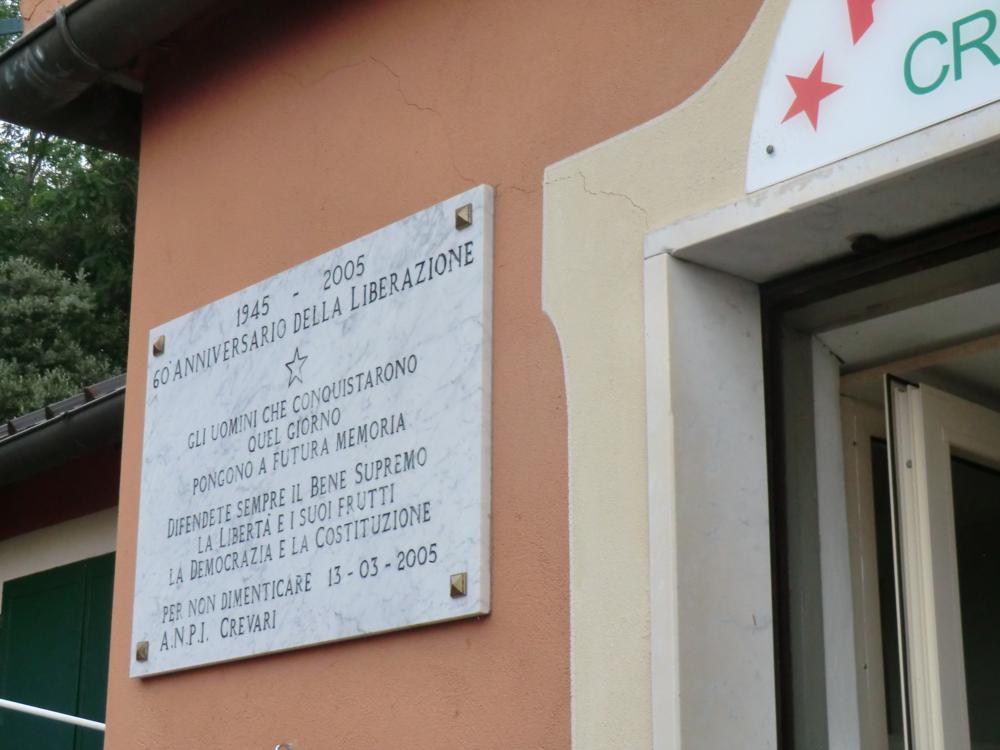 1945 - 2005
60° ANNIVERSARIO DELLA LIBERAZIONE
GLI UOMINI CHE CONQUISTARONO
QUEL GIORNO
PONGONO A FUTURA MEMORIA
DIFENDETE SEMPRE IL BENE SUPREMO
LA LIBERTÁ E I SUOI FRUTTI
LA DEMOCRAZIA E LA COSTITUZIONE
PER NON DIMENTICARE 13 - 03 - 2005
A.N.P.I. CREVARI
CR